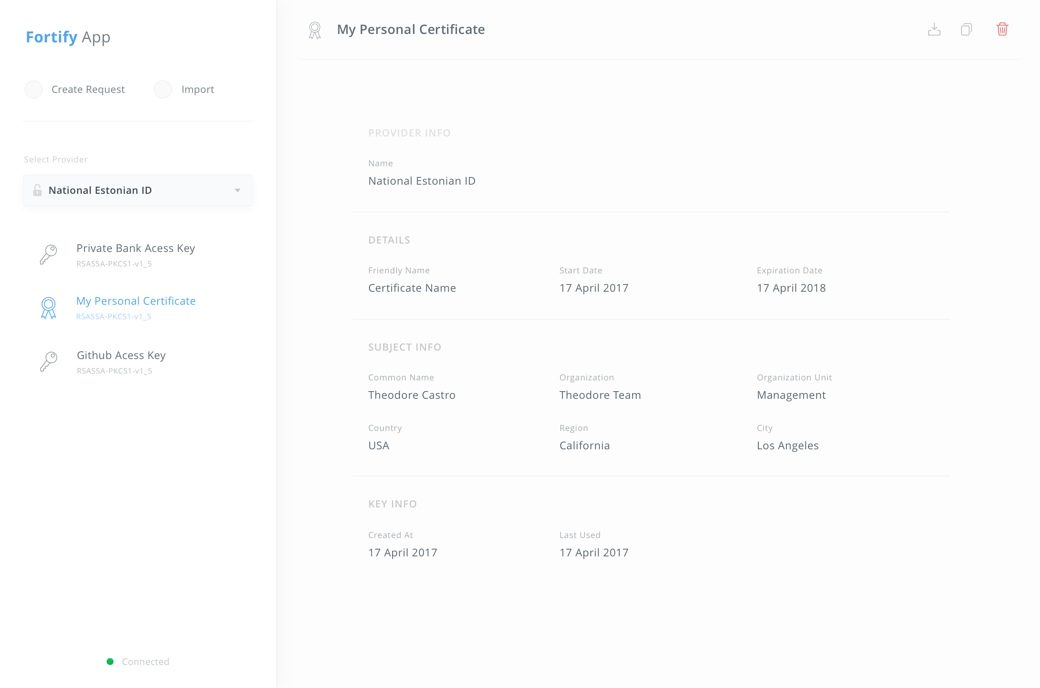 Fortify App
Create Request
Import
Select Provider
National Estonian ID
Private Bank Acess Key
RSASSA-PKCS1-v1_5
My Personal Certificate
RSASSA-PKCS1-v1_5
Github Acess Key
RSASSA-PKCS1-v1_5
Connected
My Personal Certificate
PROVIDER INFO
Name
National Estonian ID
DETAILS
Friendly Name Start Date Expiration Date
Certificate Name 17 April 2017 17 April 2018
SUBJECT INFO
Common Name Organization Organization Unit
Theodore Castro Theodore Team Management
Country Region City
USA California Los Angeles
KEY INFO
Created At Last Used
17 April 2017 17 April 2017